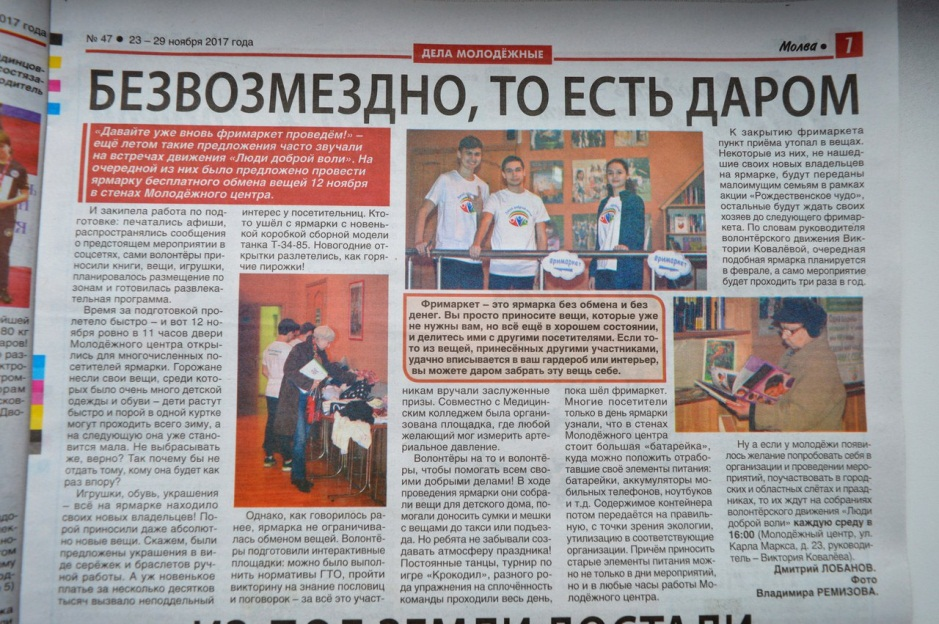 017 года
№ 47 ● 23 – 29 ноября 2017 года
ДЕЛА МОЛОДЁЖНЫЕ
Молва ●
7
БЕЗВОЗМЕЗДНО, ТО ЕСТЬ ДАРОМ
«Давайте уже вновь фримаркет проведём!» –
ещё летом такие предложения часто звучали
на встречах движения «Люди доброй воли». На
очередной из них было предложено провести
ярмарку бесплатного обмена вещей 12 ноября
в стенах Молодёжного центра.
И закипела работа по под-
готовке: печатались афиши,
распространялись сообщения
о предстоящем мероприятии в
соцсетях, сами волонтёры при-
носили книги, вещи, игрушки,
планировалось размещение по
зонам и готовилась развлека-
тельная программа.
Время за подготовкой про-
летело быстро – и вот 12 но-
ября ровно в 11 часов двери
Молодёжного центра откры-
лись для многочисленных по-
сетителей ярмарки. Горожане
несли свои вещи, среди кото-
рых было очень много детской
одежды и обуви – дети растут
быстро и порой в одной куртке
могут проходить всего зиму, а
на следующую она уже стано-
вится мала. Не выбрасывать
же, верно? Так почему бы не
отдать тому, кому она будет как
раз впору?
Игрушки, обувь, украшения
– всё на ярмарке находило
своих новых владельцев! По-
рой приносили даже абсолют-
но новые вещи. Скажем, были
предложены украшения в ви-
де серёжек и браслетов руч-
ной работы. А уж новенькое
платье за несколько десятков
тысяч вызвало неподдельный
интерес у посетительниц. Кто-
то ушёл с ярмарки с новень-
кой коробкой сборной модели
танка Т-34-85. Новогодние от-
крытки разлетелись, как горя-
чие пирожки!
Однако, как говорилось ра-
нее, ярмарка не ограничива-
лась обменом вещей. Волонтё-
ры подготовили интерактивные
площадки: можно было выпол-
нить нормативы ГТО, пройти
викторину на знание пословиц
и поговорок – за всё это участ-
фримаркет
фримаркет
Фримаркет – это ярмарка без обмена и без
денег. Вы просто приносите вещи, которые уже
не нужны вам, но всё ещё в хорошем состоянии,
и делитесь ими с другими посетителями. Если то-
то из вещей, принесённых другими участниками,
удачно вписывается в ваш гардероб или интерьер,
вы можете даром забрать эту вещь себе.
никам вручали заслуженные
призы. Совместно с Медицин-
ским колледжем была органи-
зована площадка, где любой
желающий мог измерить арте-
риальное давление.
Волонтёры на то и волонтё-
ры, чтобы помогать всем сво-
ими добрыми делами! В ходе
проведения ярмарки они собра-
ли вещи для детского дома, по-
могали доносить сумки и мешки
с вещами до такси или подъез-
да. Но ребята не забывали соз-
давать атмосферу праздника!
Постоянные танцы, турнир по
игре «Крокодил», разного рода
упражнения на сплочённость
команды проходили весь день,
пока шёл фримаркет.
Многие посетители
только в день ярмарки
узнали, что в стенах
Молодёжного центра
стоит большая «батарейка»,
куда можно положить отрабо-
тавшие свое элементы питания:
батарейки, аккумуляторы мо-
бильных телефонов, ноутбуков
и т.д. Содержимое контейнера
потом передаётся на правиль-
ную, с точки зрения экологии,
утилизацию в соответствующие
организации. Причём приносить
старые элементы питания мож-
но не только в дни мероприятий,
но и в любые часы работы Мо-
лодёжного центра.
К закрытию фримаркета
пункт приёма утопал в вещах.
Некоторые из них, не нашед-
шие своих новых владельцев
на ярмарке, будут переданы
малоимущим семьям в рамках
акции «Рождественское чудо»,
остальные будут ждать своих
хозяев до следующего фримар-
кета. По словам руководителя
волонтёрского движения Вик-
тории Ковалёвой, очередная
подобная ярмарка планируется
в феврале, а само мероприятие
будет проходить три раза в год.
Ну а если у молодёжи появи-
лось желание попробовать себя в
организации и проведении меро-
приятий, поучаствовать в город-
ских и областных слётах и празд-
никах, то их ждут на собраниях
волонтёрского движения «Люди
доброй воли» каждую среду в
16:00 (Молодёжный центр, ул.
Карла Маркса, д. 23, руководи-
тель – Виктория Ковалёва).
Дмитрий ЛОБАНОВ.
Фото
Владимира РЕМИЗОВА.